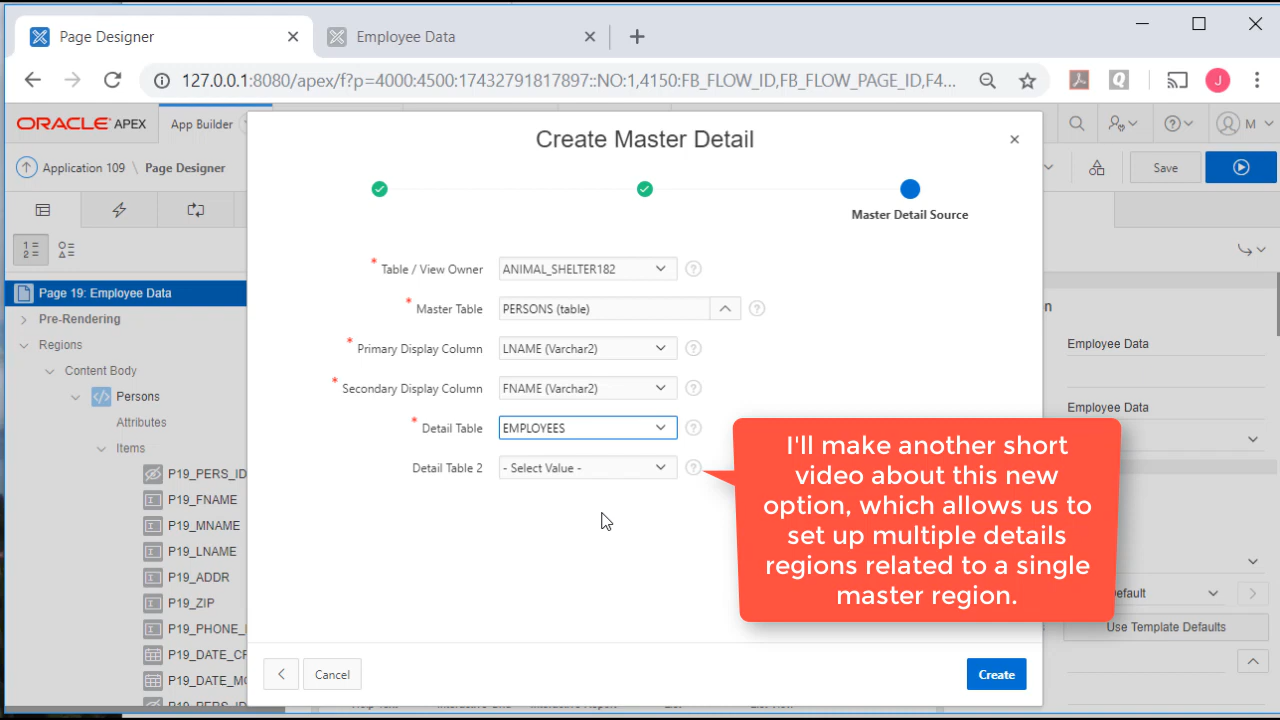 Page Designer
Employee Data
127.0.0.1:8080/apex/f?p=4000:4500:17432791817897::NO:1,4150:FB_FLOW_ID,FB_FLOW_PAGE_ID,F4...
J
ORACLE APEX
App Builder
M
Application 109 \ Page Designer
Save
Create Master Detail
Master Detail Source
* Table / View Owner ANIMAL_SHELTER182
* Master Table PERSONS (table)
* Primary Display Column LNAME (Varchar2)
* Secondary Display Column FNAME (Varchar2)
* Detail Table EMPLOYEES
Detail Table 2 - Select Value -
Cancel
Create
I'll make another short
video about this new
option, which allows us to
set up multiple details
regions related to a single
master region.
Page 19: Employee Data
Pre-Rendering
Regions
Content Body
Persons
Attributes
Items
P19_PERS_ID
P19_FNAME
P19_MNAME
P19_LNAME
P19_ADDR
P19_ZIP
P19_PHONE_
P19_DATE_CR
P19_DATE_MO
Employee Data
Employee Data
Use Template Defaults